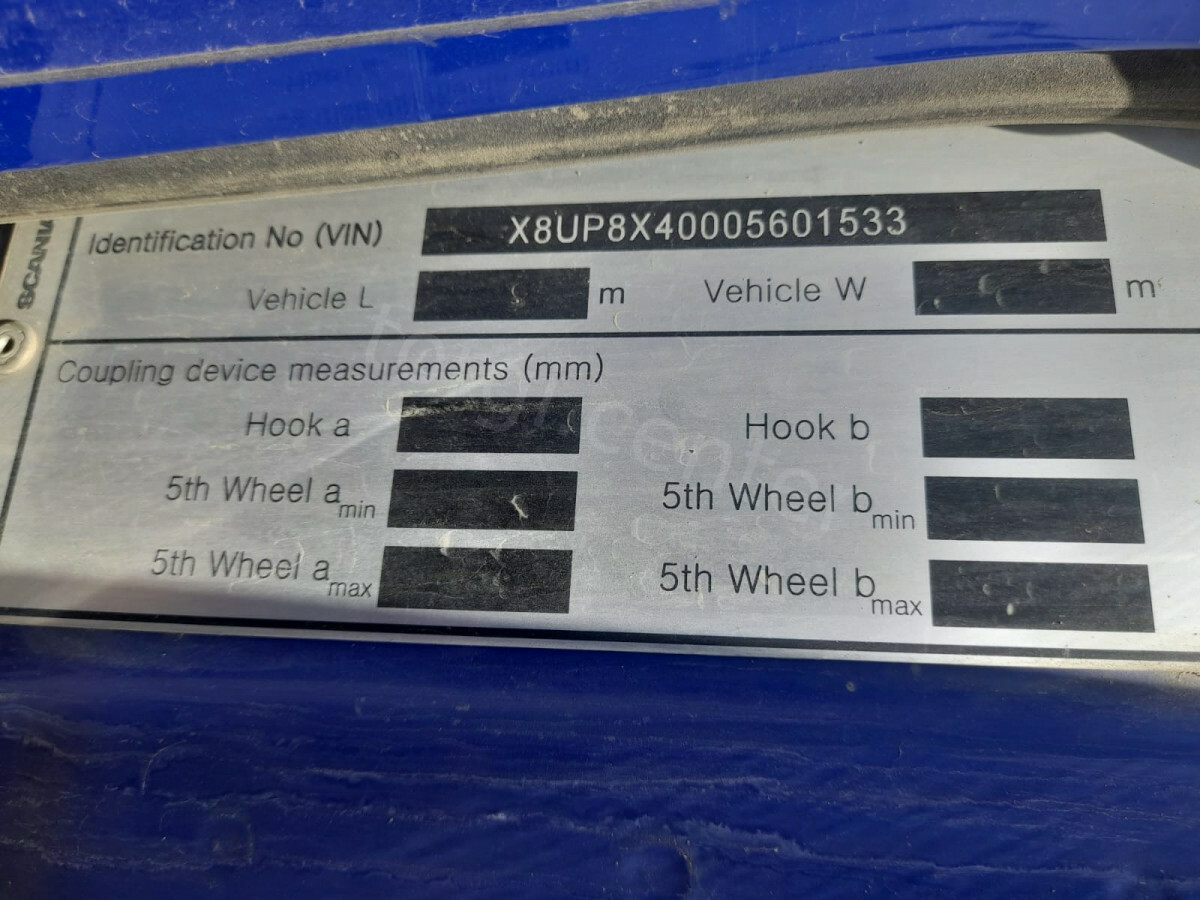 SCANIA
Identification No (VIN) X8UP8X40005601533
Vehicle L m Vehicle W m
Coupling device measurements (mm)
Hook a Hook b
5th Wheel a min 5th Wheel b min
5th Wheel a max 5th Wheel b max